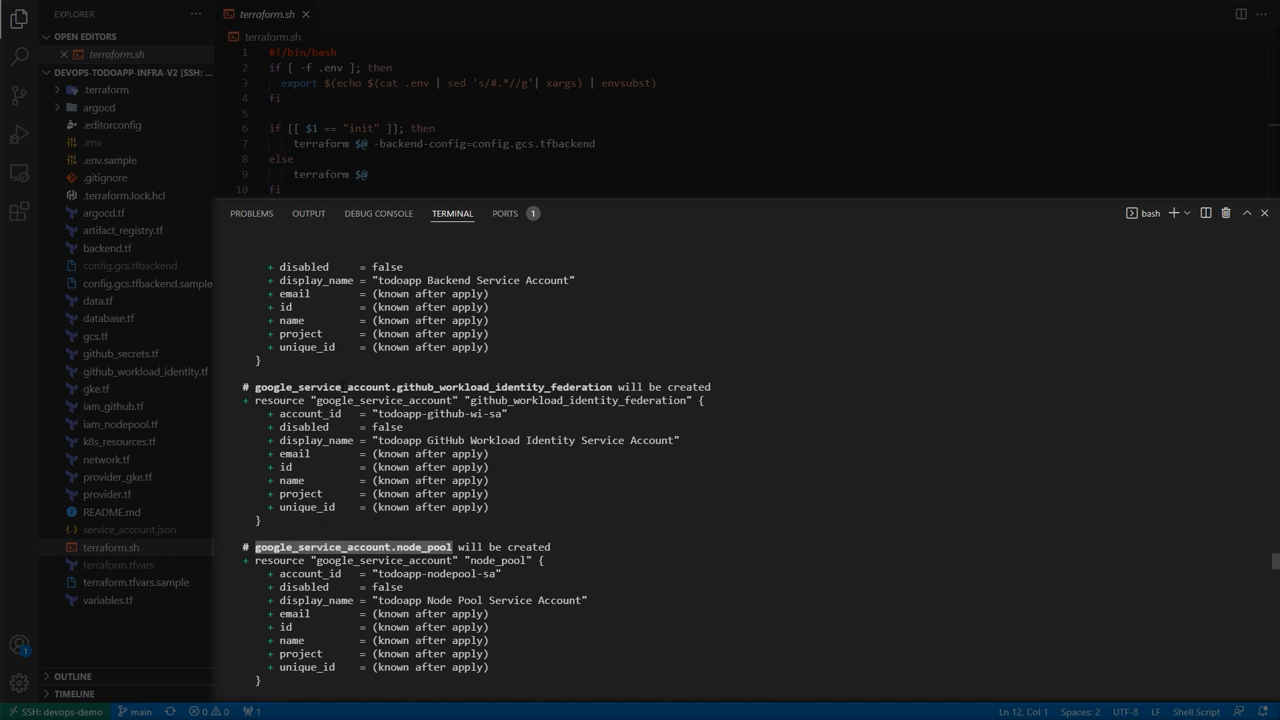 EXPLORER
OPEN EDITORS
terraform.sh
DEVOPS-TODOAPP-INFRA-V2 [SSH: ...
.terraform
argocd
.editorconfig
.env
.env.sample
.gitignore
.terraform.lock.hcl
argocd.tf
artifact_registry.tf
backend.tf
config.gcs.tfbackend
config.gcs.tfbackend.sample
data.tf
database.tf
gcs.tf
github_secrets.tf
github_workload_identity.tf
gke.tf
iam_github.tf
iam_nodepool.tf
k8s_resources.tf
network.tf
provider_gke.tf
provider.tf
README.md
service_account.json
terraform.sh
terraform.tfvars
terraform.tfvars.sample
variables.tf
OUTLINE
TIMELINE
terraform.sh
terraform.sh
1 #!/bin/bash
2 if [ -f .env ]; then
3 export $(echo $(cat .env | sed 's/#.*//g'| xargs) | envsubst)
4 fi
5
6 if [[ $1 == "init" ]]; then
7 terraform $@ -backend-config=config.gcs.tfbackend
8 else
9 terraform $@
10 fi
PROBLEMS OUTPUT DEBUG CONSOLE TERMINAL PORTS 1 bash
+ disabled = false
+ display_name = "todoapp Backend Service Account"
+ email = (known after apply)
+ id = (known after apply)
+ name = (known after apply)
+ project = (known after apply)
+ unique_id = (known after apply)
}
# google_service_account.github_workload_identity_federation will be created
+ resource "google_service_account" "github_workload_identity_federation" {
+ account_id = "todoapp-github-wi-sa"
+ disabled = false
+ display_name = "todoapp GitHub Workload Identity Service Account"
+ email = (known after apply)
+ id = (known after apply)
+ name = (known after apply)
+ project = (known after apply)
+ unique_id = (known after apply)
}
# google_service_account.node_pool will be created
+ resource "google_service_account" "node_pool" {
+ account_id = "todoapp-nodepool-sa"
+ disabled = false
+ display_name = "todoapp Node Pool Service Account"
+ email = (known after apply)
+ id = (known after apply)
+ name = (known after apply)
+ project = (known after apply)
+ unique_id = (known after apply)
}
1
SSH: devops-demo main 0 0 1 Ln 12, Col 1 Spaces: 2 UTF-8 LF Shell Script